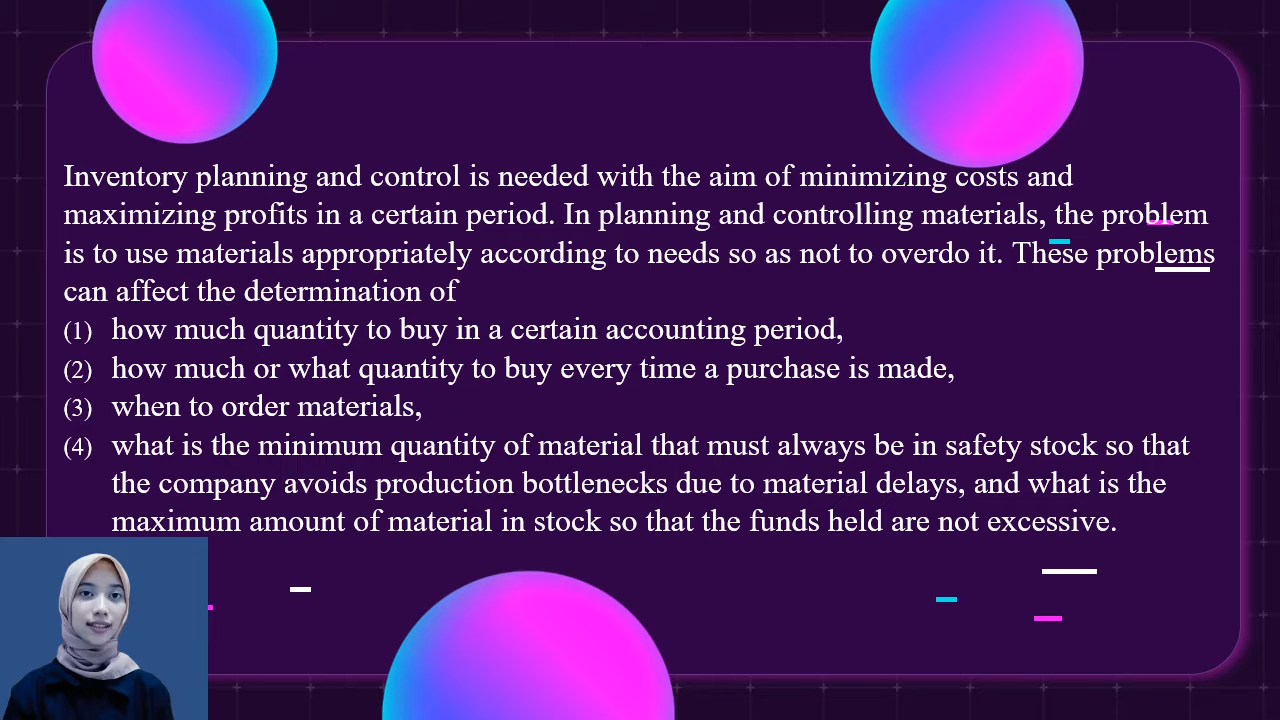 Inventory planning and control is needed with the aim of minimizing costs and
maximizing profits in a certain period. In planning and controlling materials, the problem
is to use materials appropriately according to needs so as not to overdo it. These problems
can affect the determination of
(1) how much quantity to buy in a certain accounting period,
(2) how much or what quantity to buy every time a purchase is made,
(3) when to order materials,
(4) what is the minimum quantity of material that must always be in safety stock so that
the company avoids production bottlenecks due to material delays, and what is the
maximum amount of material in stock so that the funds held are not excessive.